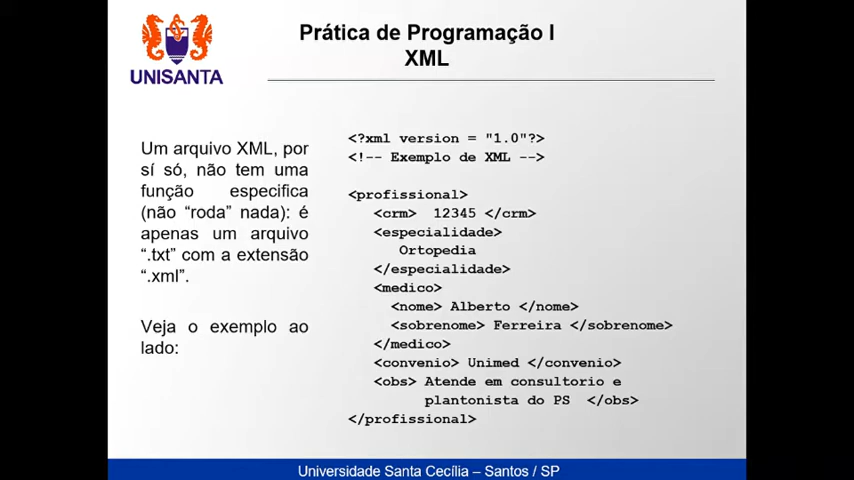 Prática de Programação I
XML
UNISANTA
Um arquivo XML, por
sí só, não tem uma
função especifica
(não “roda” nada): é
apenas um arquivo
“.txt” com a extensão
“.xml”.
Veja o exemplo ao
lado:
<?xml version = "1.0"?>
<!-- Exemplo de XML -->
<profissional>
<crm> 12345 </crm>
<especialidade>
Ortopedia
</especialidade>
<medico>
<nome> Alberto </nome>
<sobrenome> Ferreira </sobrenome>
</medico>
<convenio> Unimed </convenio>
<obs> Atende em consultorio e
plantonista do PS </obs>
</profissional>
Universidade Santa Cecília – Santos / SP